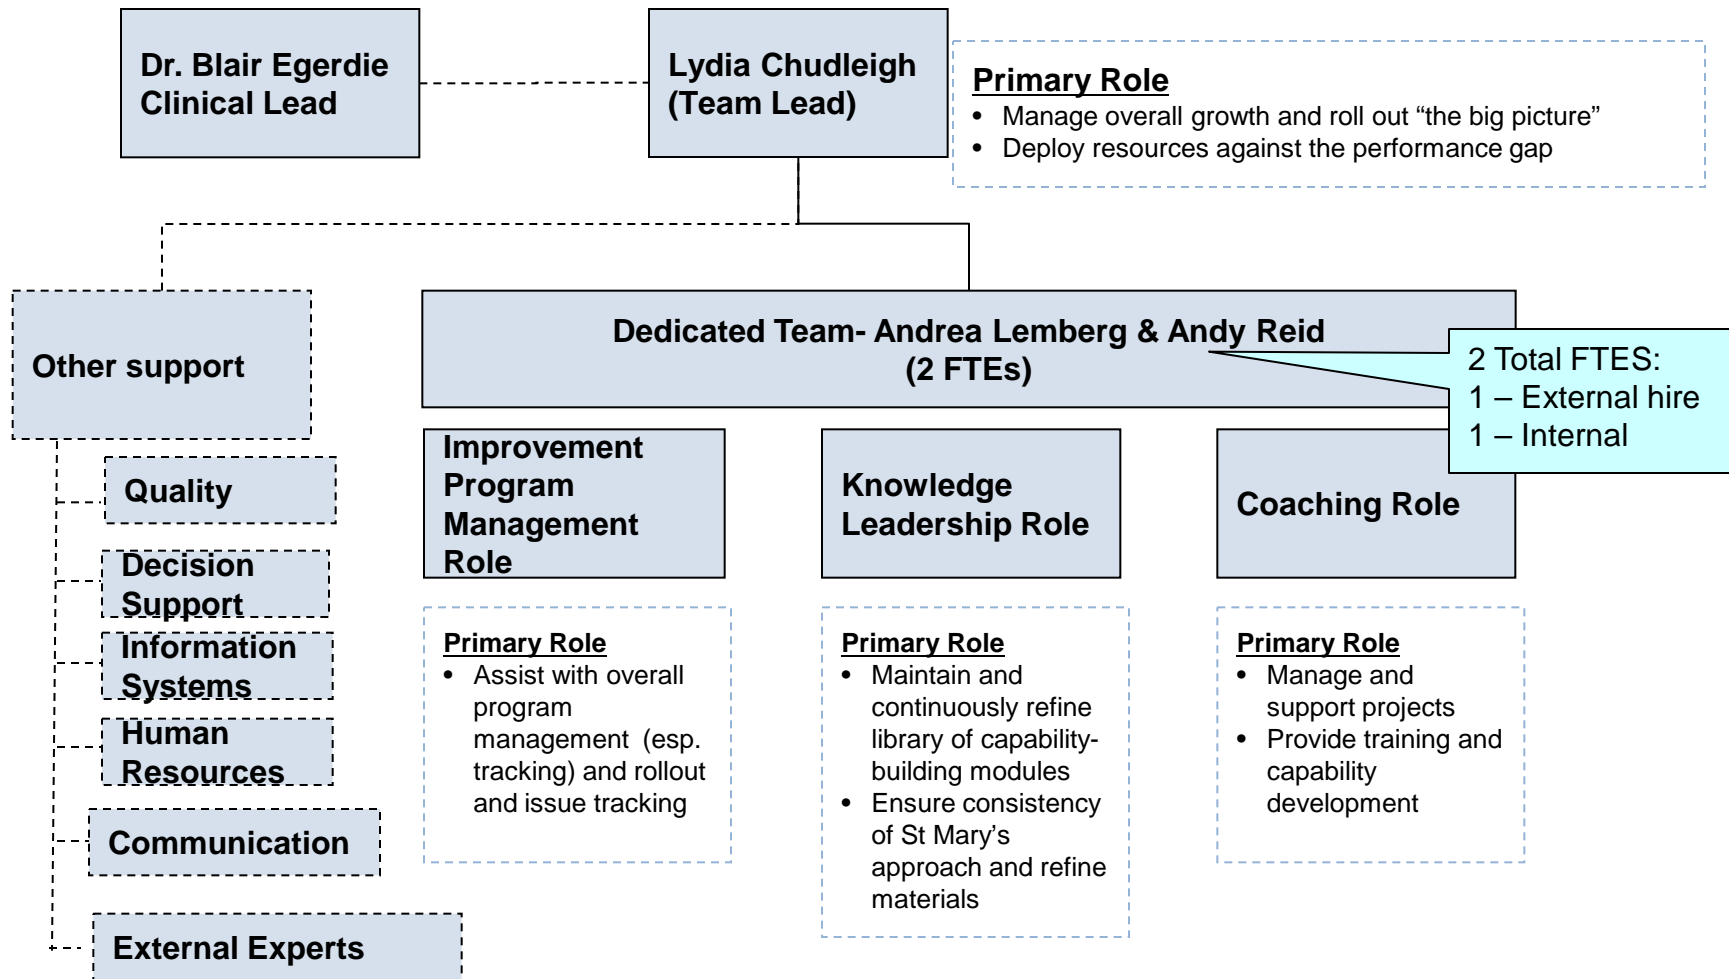 Dr. Blair Egerdie
Clinical Lead
Lydia Chudleigh
(Team Lead)
Primary Role
• Manage overall growth and roll out “the big picture”
• Deploy resources against the performance gap
Other support
Dedicated Team- Andrea Lemberg & Andy Reid
(2 FTEs)
2 Total FTES:
1 – External hire
1 – Internal
Quality
Decision
Support
Information
Systems
Human
Resources
Communication
External Experts
Improvement
Program
Management
Role
Primary Role
• Assist with overall
program
management (esp.
tracking) and rollout
and issue tracking
Knowledge
Leadership Role
Primary Role
• Maintain and
continuously refine
library of capability-
building modules
• Ensure consistency
of St Mary’s
approach and refine
materials
Coaching Role
Primary Role
• Manage and
support projects
• Provide training and
capability
development